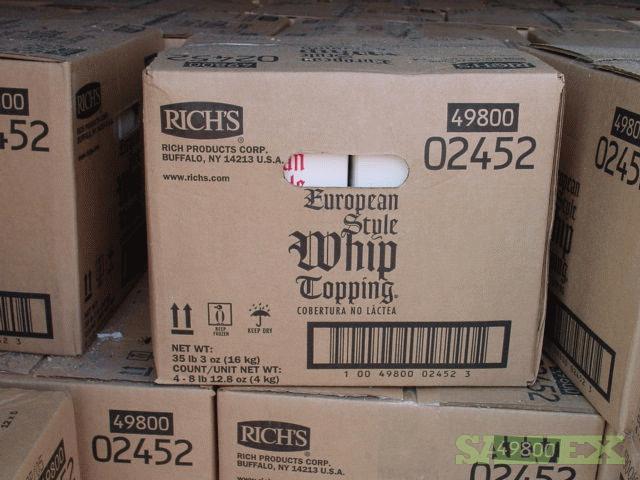 RICH'S
RICH PRODUCTS CORP.
BUFFALO, NY 14213 U.S.A.
www.richs.com
49800
02452
European
Style
Whip
Topping
COBERTURA NO LÁCTEA
KEEP
FROZEN
KEEP DRY
NET WT:
35 lb 3 oz (16 kg)
COUNT/UNIT NET WT:
4 - 8 lb 12.8 oz (4 kg)
1 00 49800 02452 3
49800
02452
RICH'S
RICH PRODUCTS CORP.
BUFFALO, NY 14213 U.S.A.
49800
02452
RICH'S
SALTEX